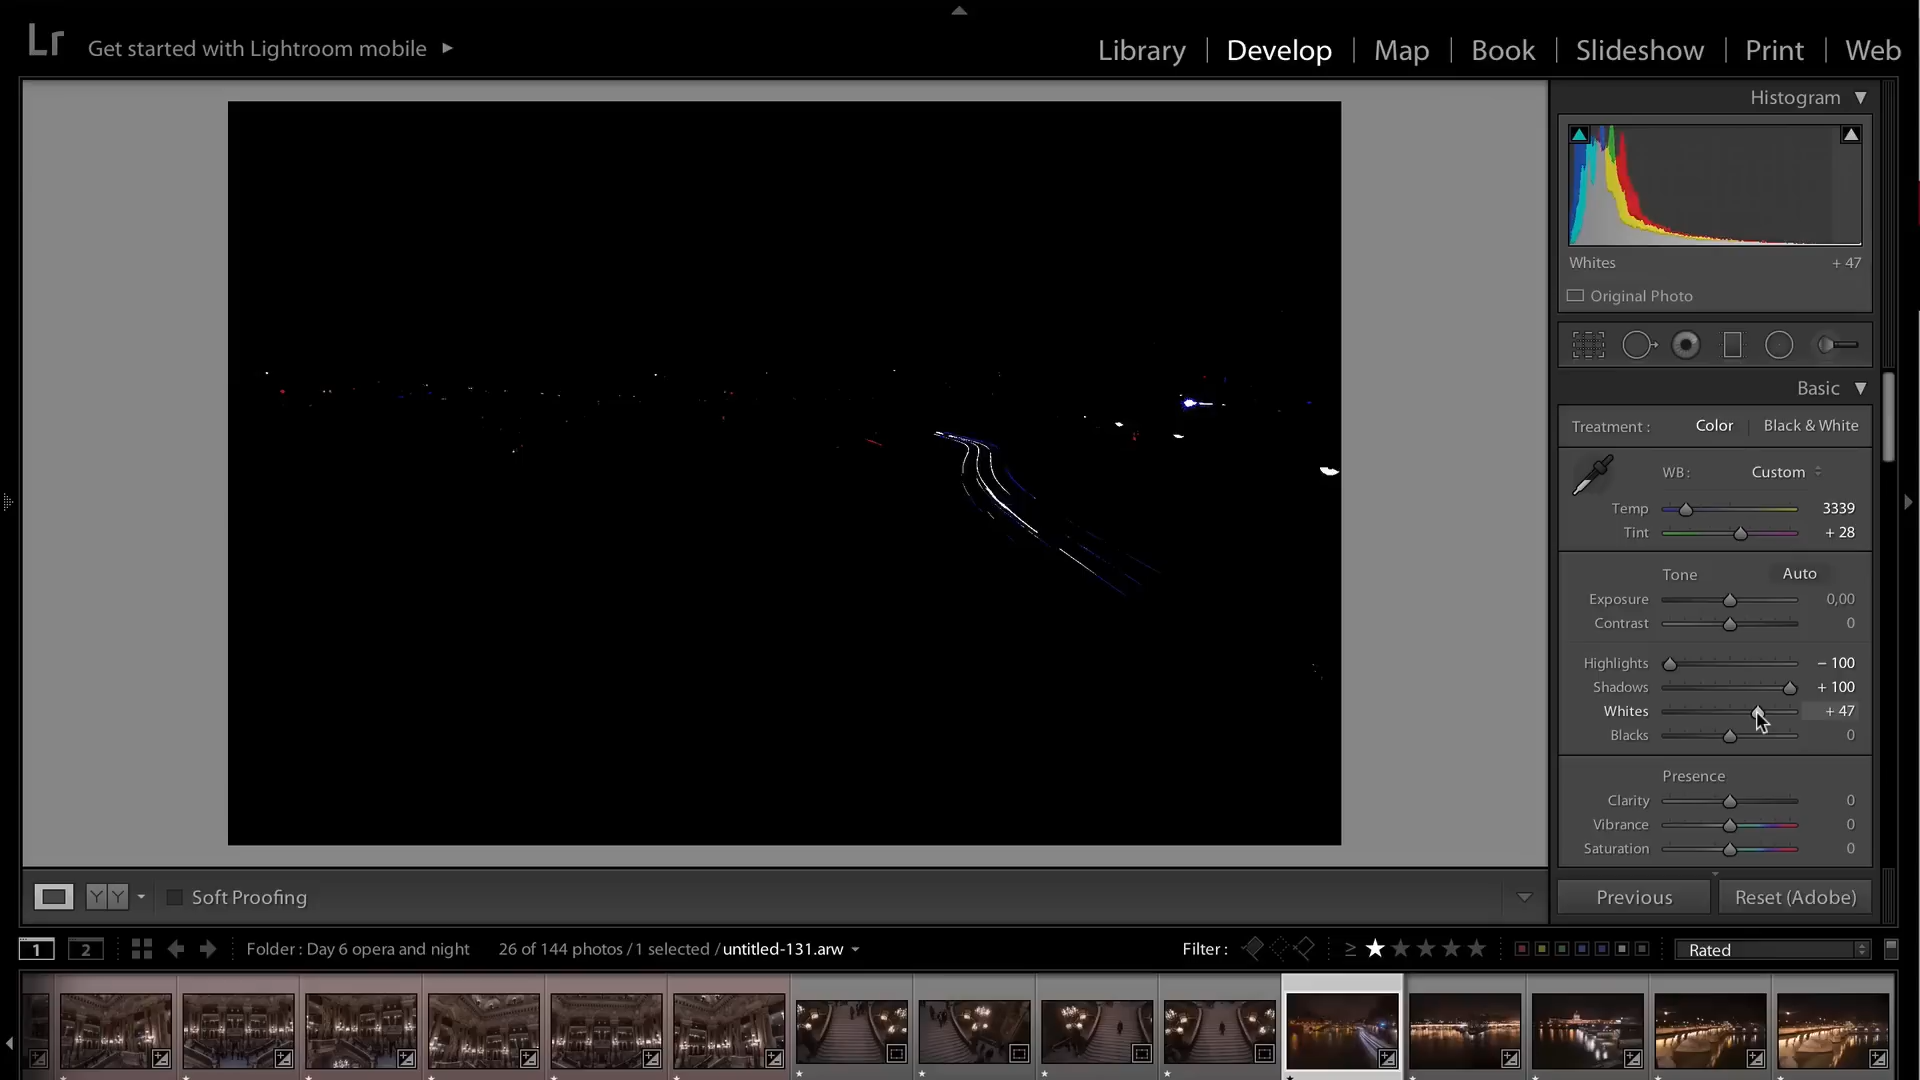 Lr Get started with Lightroom mobile Library Develop Map Book Slideshow Print Web
Histogram
Whites + 47
Original Photo
Basic
Treatment : Color Black & White
WB : Custom
Temp 3339
Tint + 28
Tone Auto
Exposure 0,00
Contrast 0
Highlights − 100
Shadows + 100
Whites + 47
Blacks 0
Presence
Clarity 0
Vibrance 0
Saturation 0
Y Y Soft Proofing Previous Reset (Adobe)
1 2 Folder : Day 6 opera and night 26 of 144 photos / 1 selected / untitled-131.arw Filter : ≥ Rated